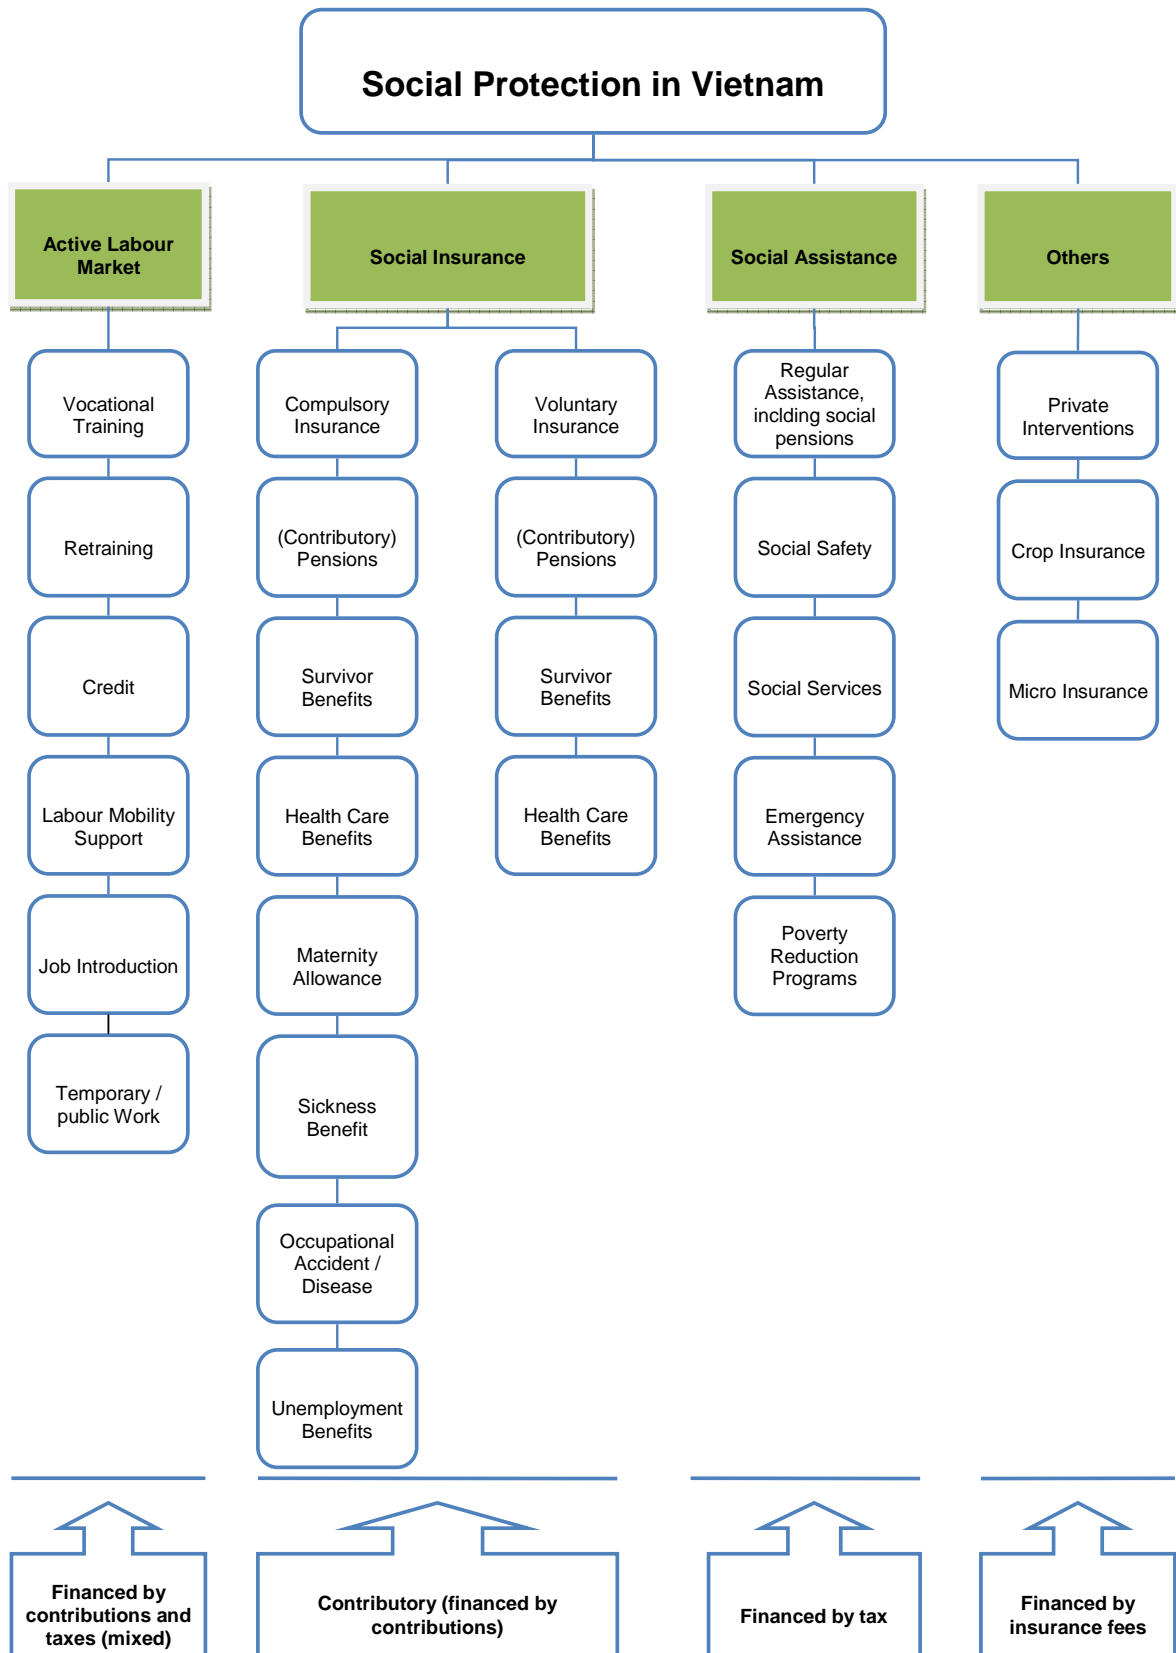 Social Protection in Vietnam
Active Labour
Market
Social Insurance
Social Assistance
Others
Vocational
Training
Retraining
Credit
Labour Mobility
Support
Job Introduction
Temporary /
public Work
Compulsory
Insurance
(Contributory)
Pensions
Survivor
Benefits
Health Care
Benefits
Maternity
Allowance
Sickness
Benefit
Occupational
Accident /
Disease
Unemployment
Benefits
Voluntary
Insurance
(Contributory)
Pensions
Survivor
Benefits
Health Care
Benefits
Regular
Assistance,
inclding social
pensions
Social Safety
Social Services
Emergency
Assistance
Poverty
Reduction
Programs
Private
Interventions
Crop Insurance
Micro Insurance
Financed by
contributions and
taxes (mixed)
Contributory (financed by
contributions)
Financed by tax
Financed by
insurance fees